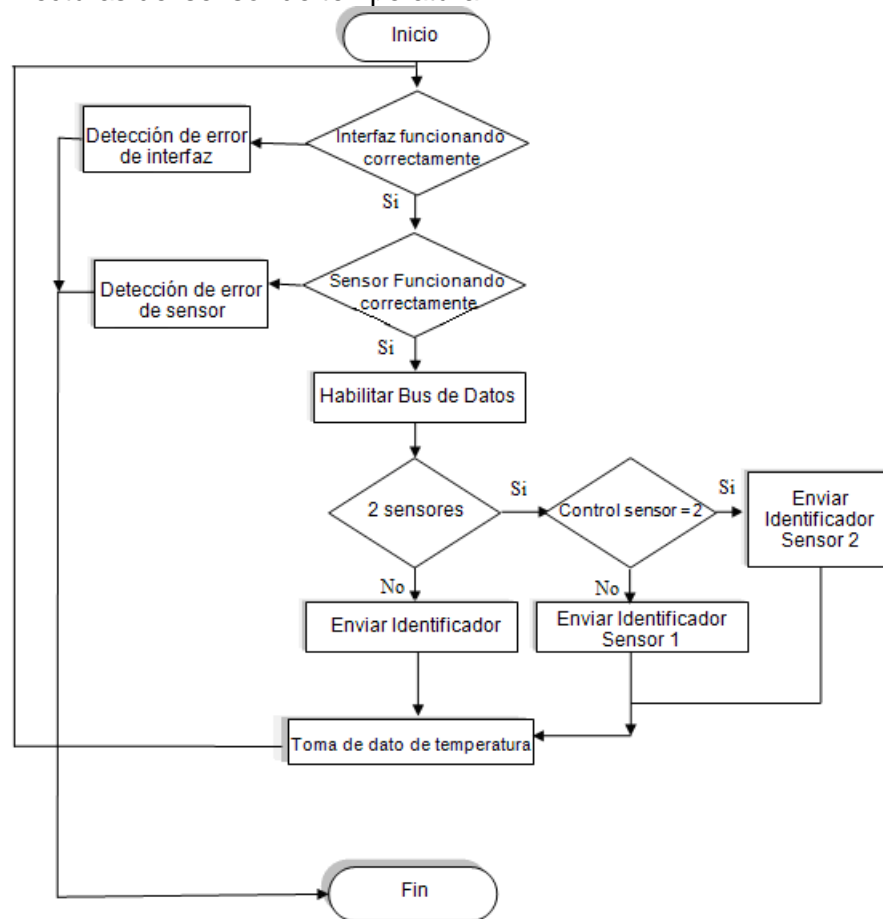 Inicio
Interfaz funcionando
correctamente
Detección de error
de interfaz
Si
Sensor Funcionando
correctamente
Detección de error
de sensor
Si
Habilitar Bus de Datos
2 sensores
Si
Control sensor = 2
Si
Enviar
Identificador
Sensor 2
No
No
Enviar Identificador
Enviar Identificador
Sensor 1
Toma de dato de temperatura
Fin